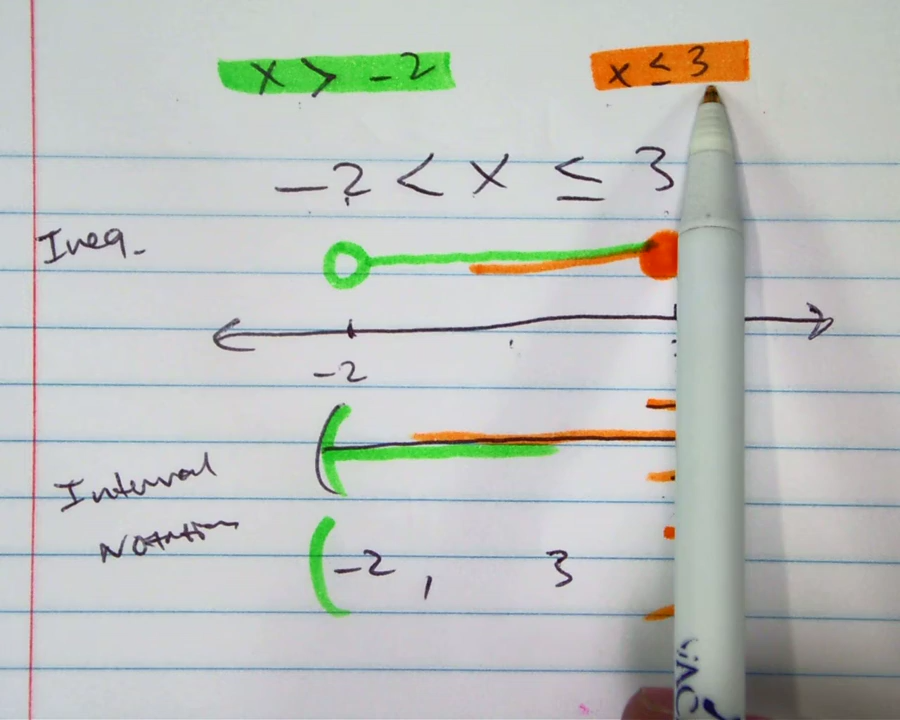 x > -2 x ≤ 3
-2 < x ≤ 3
Ineq.
-2
Interval
Notation
(-2, 3